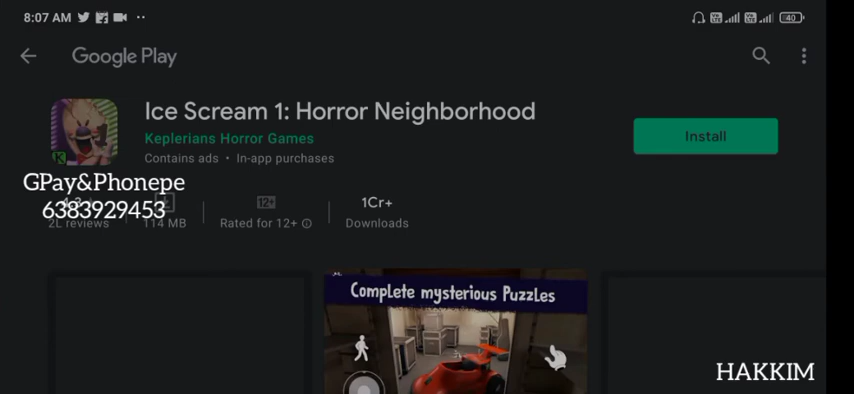 8:07 AM
40
Google Play
Ice Scream 1: Horror Neighborhood
Keplerians Horror Games
Contains ads • In-app purchases
Install
GPay&Phonepe
6383929453
12+
1Cr+
2L reviews
114 MB
Rated for 12+
Downloads
Complete mysterious Puzzles
K
HAKKIM